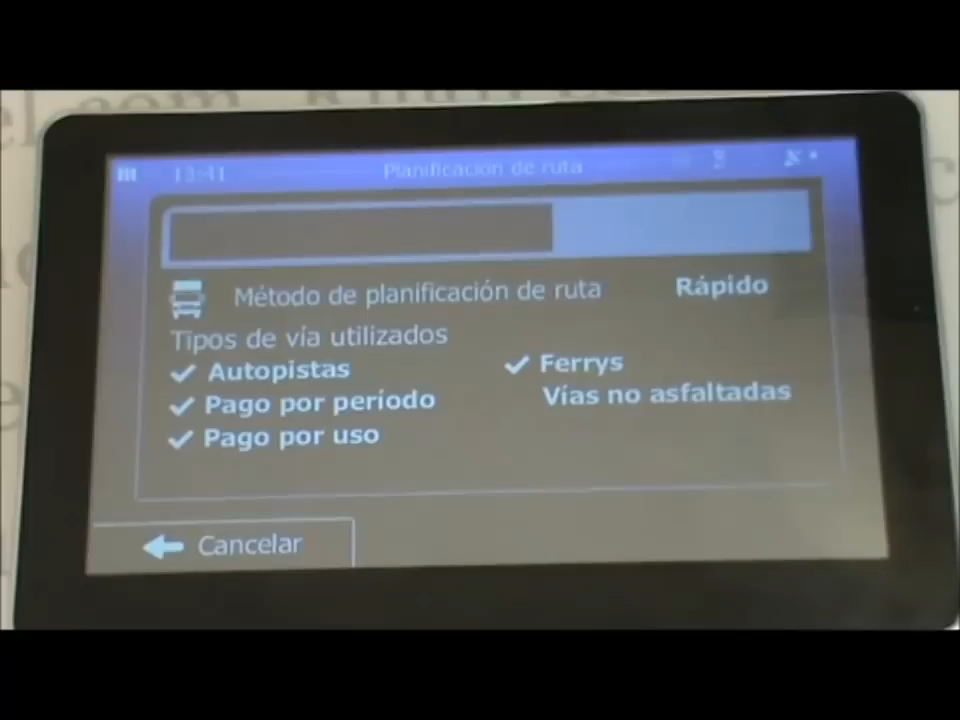 13:41 Planificación de ruta
Método de planificación de ruta Rápido
Tipos de vía utilizados
Autopistas Ferrys
Pago por período Vías no asfaltadas
Pago por uso
Cancelar